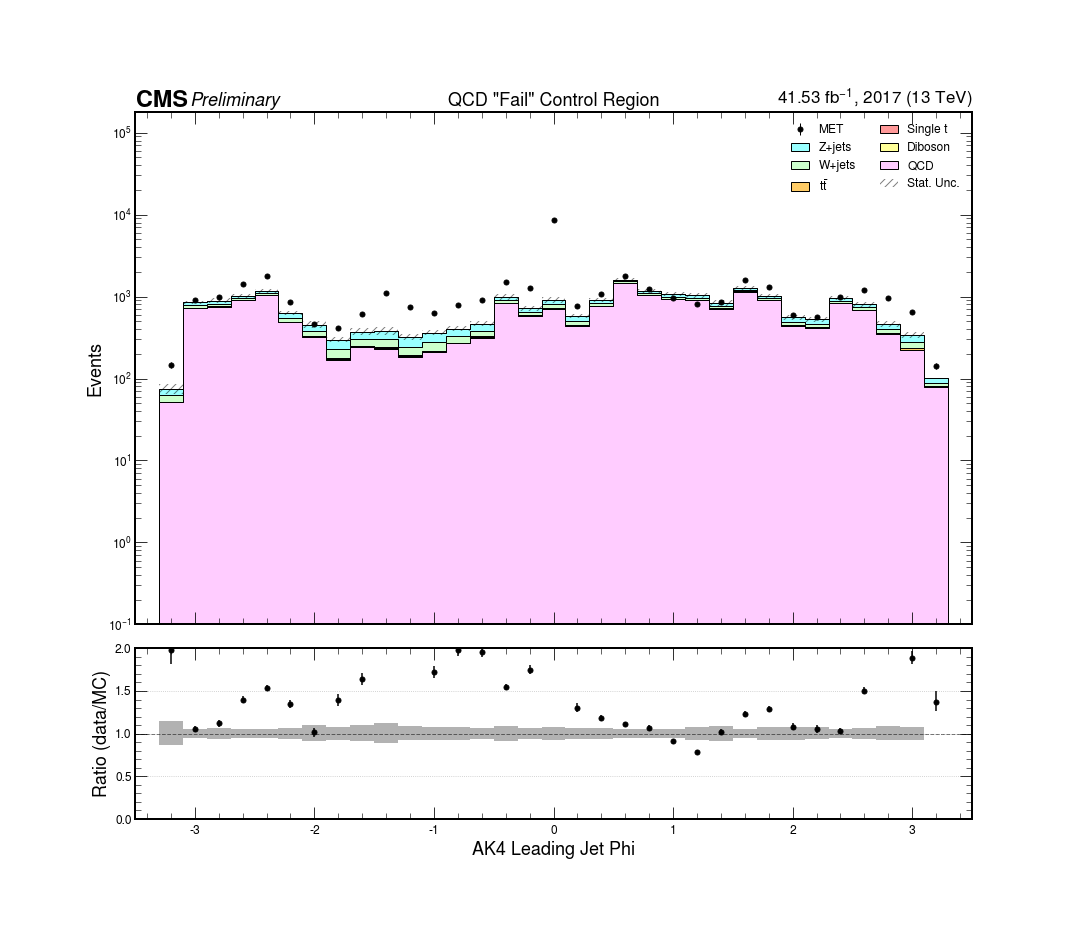 CMS Preliminary QCD "Fail" Control Region 41.53 fb⁻¹, 2017 (13 TeV)
MET
Z+jets
W+jets
tt̄
Single t
Diboson
QCD
Stat. Unc.
Events
10⁵
10⁴
10³
10²
10¹
10⁰
10⁻¹
Ratio (data/MC)
2.0
1.5
1.0
0.5
0.0
-3 -2 -1 0 1 2 3
AK4 Leading Jet Phi